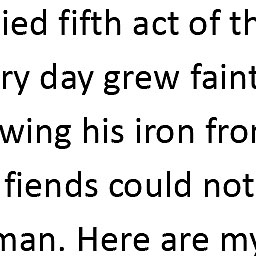 ied fifth act of th
ry day grew faint
wing his iron fron
fiends could not
man. Here are my